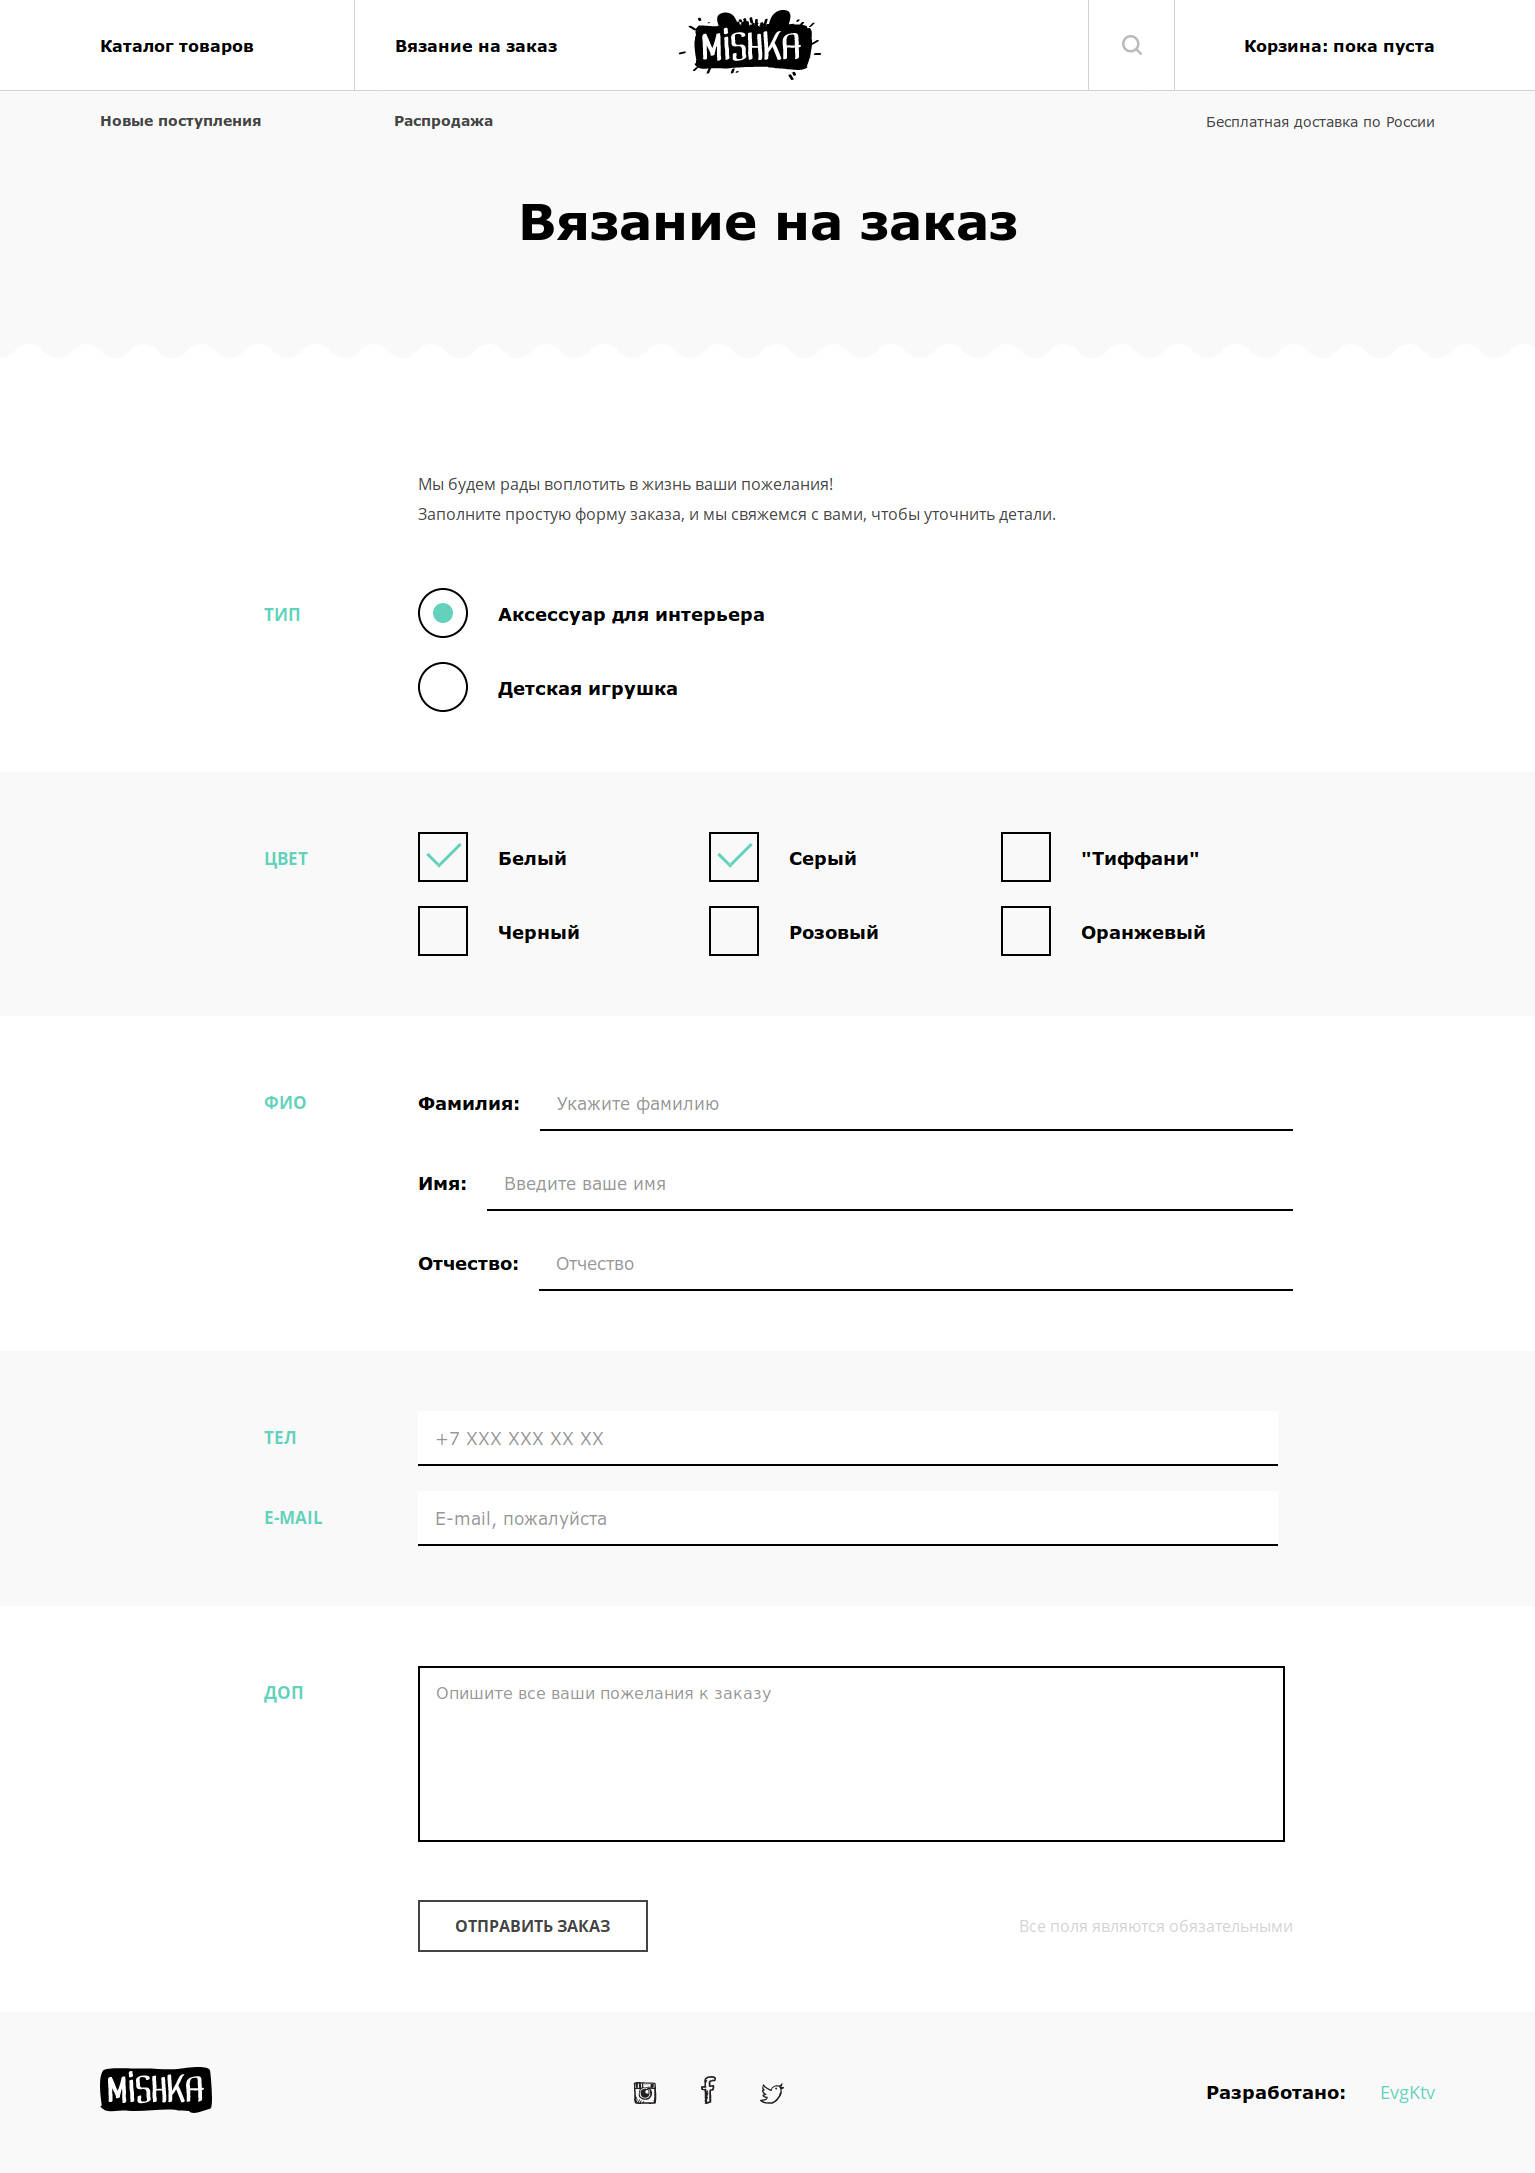 Каталог товаров
Вязание на заказ
MiSHKA
Корзина: пока пуста
Новые поступления
Распродажа
Бесплатная доставка по России
Вязание на заказ
Мы будем рады воплотить в жизнь ваши пожелания!
Заполните простую форму заказа, и мы свяжемся с вами, чтобы уточнить детали.
ТИП
Аксессуар для интерьера
Детская игрушка
ЦВЕТ
Белый
Серый
"Тиффани"
Черный
Розовый
Оранжевый
ФИО
Фамилия:
Укажите фамилию
Имя:
Введите ваше имя
Отчество:
Отчество
ТЕЛ
+7 XXX XXX XX XX
E-MAIL
E-mail, пожалуйста
ДОП
Опишите все ваши пожелания к заказу
ОТПРАВИТЬ ЗАКАЗ
Все поля являются обязательными
MiSHKA
Разработано:
EvgKtv